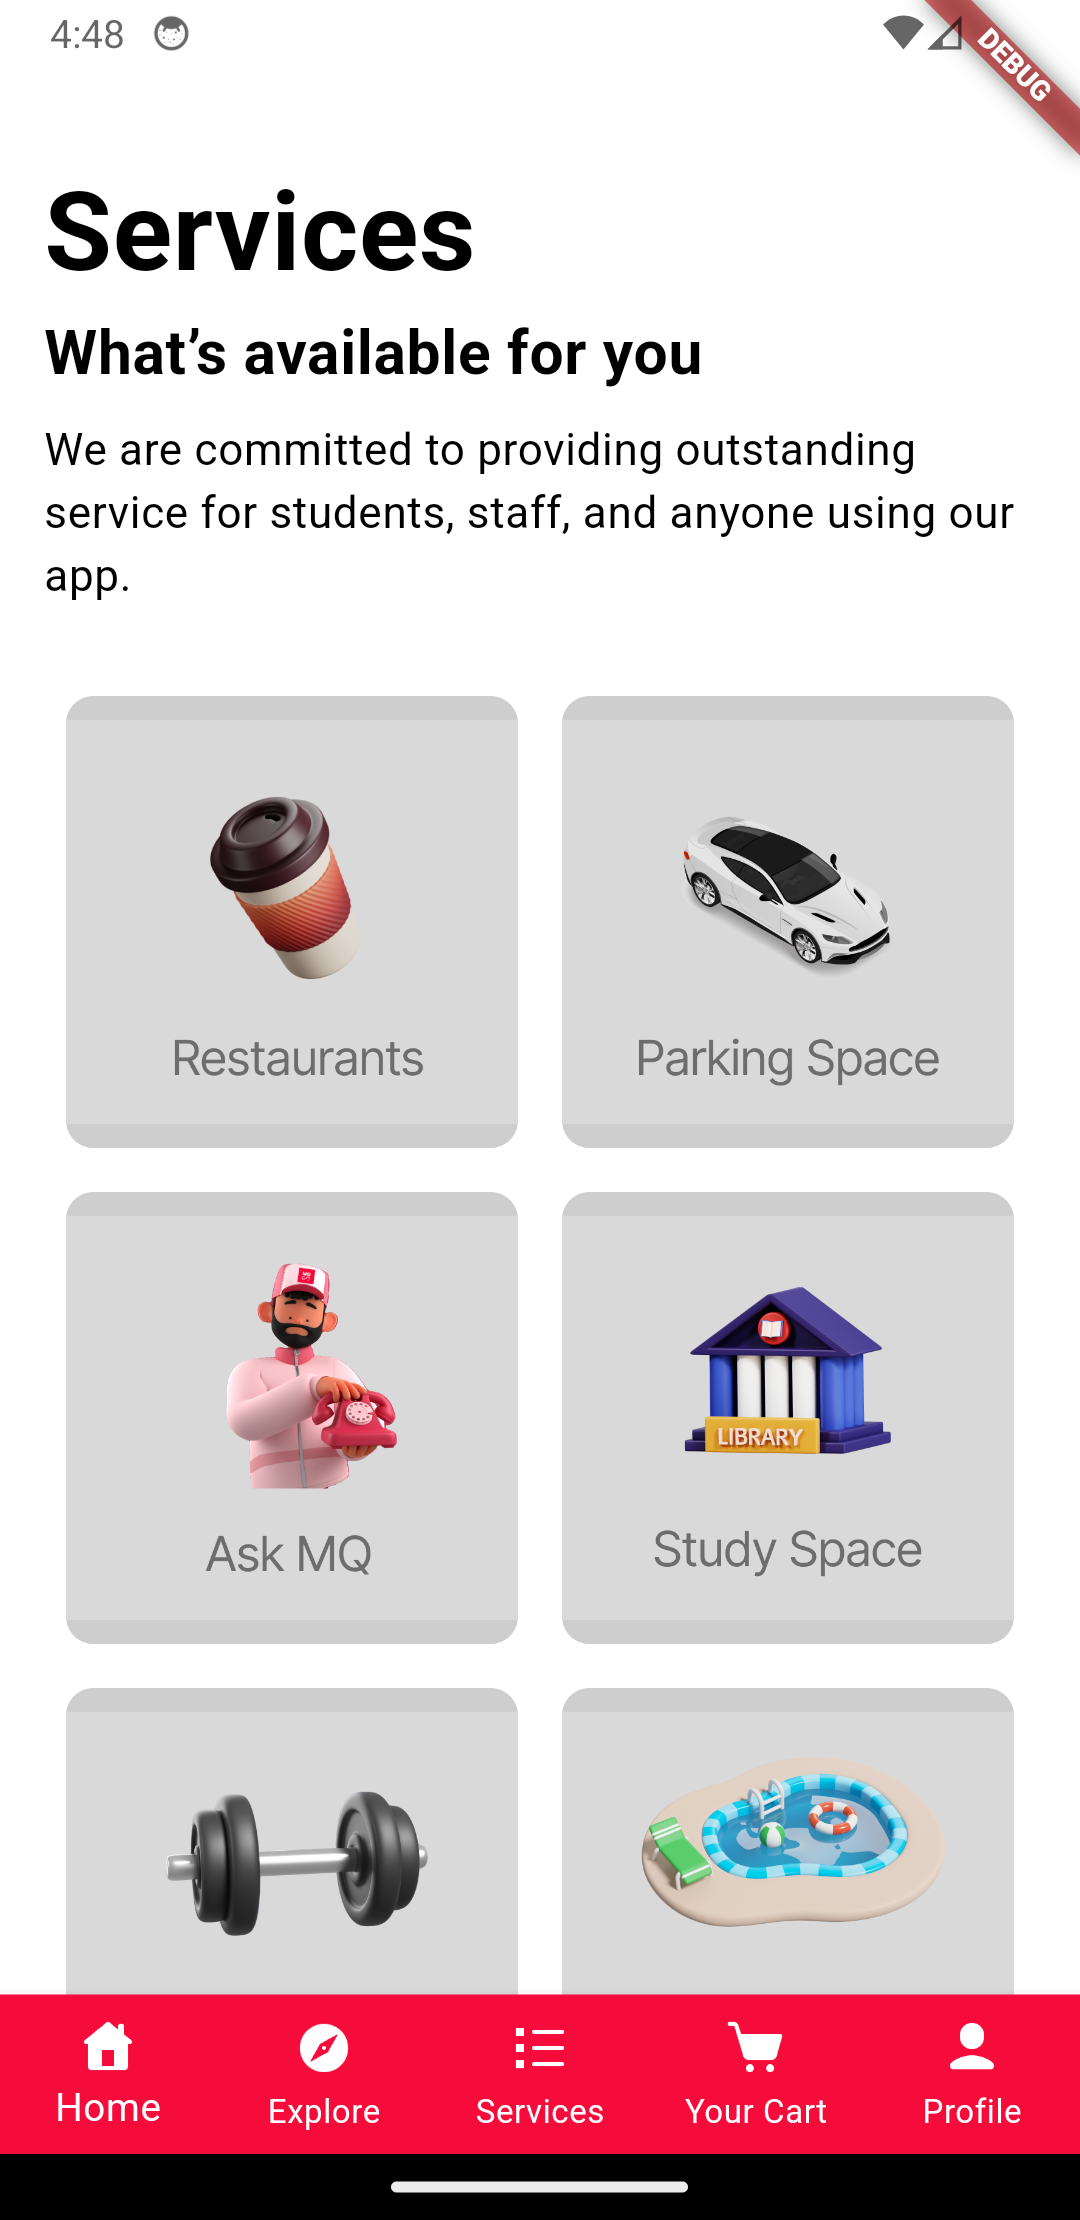 4:48
DEBUG
Services
What’s available for you
We are committed to providing outstanding
service for students, staff, and anyone using our
app.
Restaurants
Parking Space
Ask MQ
LIBRARY
Study Space
Home
Explore
Services
Your Cart
Profile